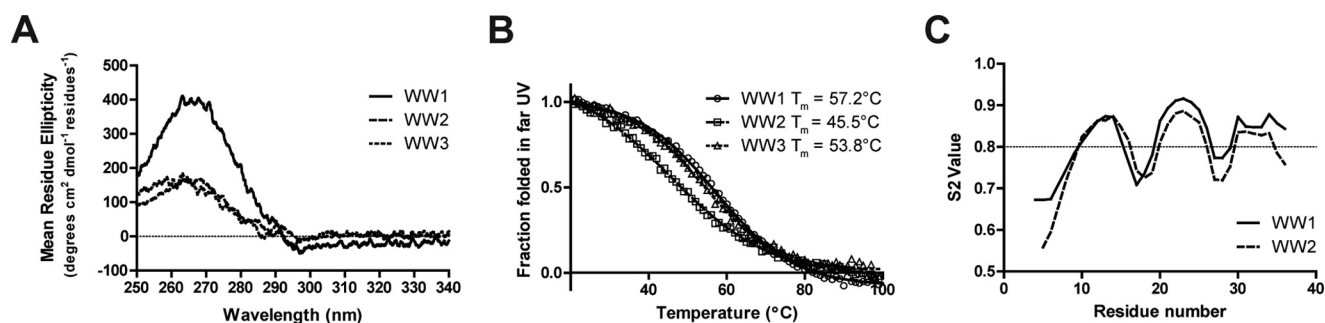 A
Mean Residue Ellipticity
(degrees cm² dmol⁻¹ residues⁻¹)
500
400
300
200
100
0
-100
250 260 270 280 290 300 310 320 330 340
Wavelength (nm)
WW1
WW2
WW3
B
Fraction folded in far UV
1.0
0.5
0.0
40 60 80 100
Temperature (°C)
WW1 Tm = 57.2°C
WW2 Tm = 45.5°C
WW3 Tm = 53.8°C
C
S2 Value
1.0
0.9
0.8
0.7
0.6
0.5
0 10 20 30 40
Residue number
WW1
WW2